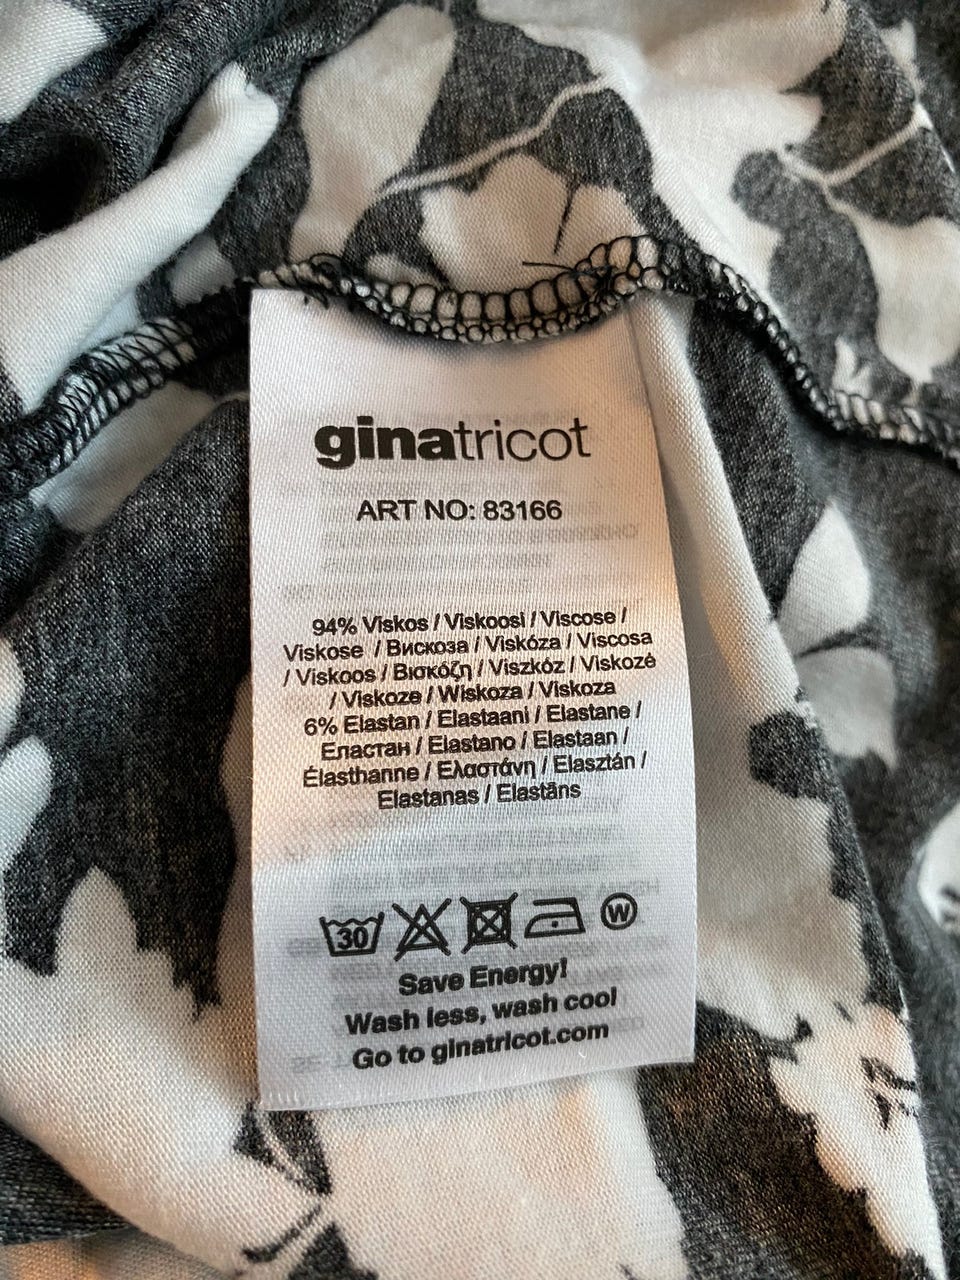 ginatricot
ART NO: 83166
94% Viskos / Viskoosi / Viscose /
Viskose / Вискоза / Viskóza / Viscosa
/ Viskoos / Βισκόζη / Viszkóz / Viskozė
/ Viskoze / Wiskoza / Viskoza
6% Elastan / Elastaani / Elastane /
Еластан / Elastano / Elastaan /
Élasthanne / Ελαστάνη / Elasztán /
Elastanas / Elastāns
30 W
Save Energy!
Wash less, wash cool
Go to ginatricot.com